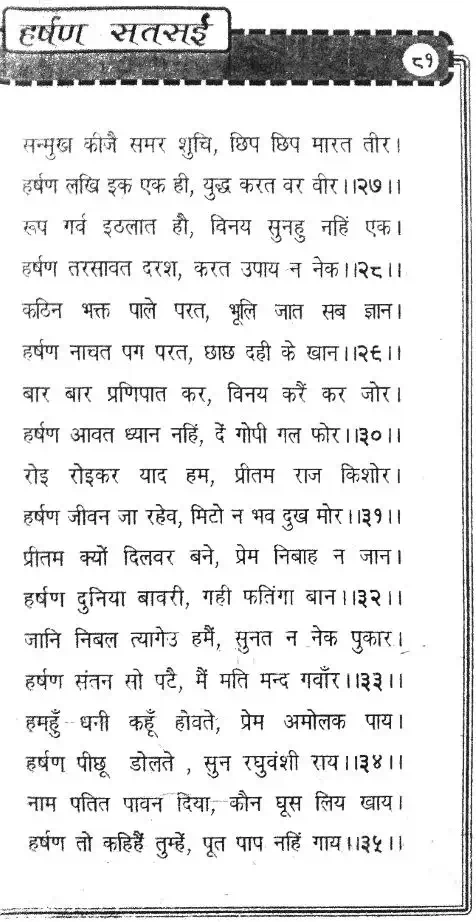 हर्षण सतसई
८१
सन्मुख कीजै समर शुचि, छिप छिप मारत तीर।
हर्षण लखि इक एक ही, युद्ध करत वर वीर।।२७।।
रूप गर्व इठलात हौ, विनय सुनहु नहिं एक।
हर्षण तरसावत दरश, करत उपाय न नेक।।२८।।
कठिन भक्त पाले परत, भूलि जात सब ज्ञान।
हर्षण नाचत पग परत, छाछ दही के खान।।२९।।
बार बार प्रणिपात कर, विनय करैं कर जोर।
हर्षण आवत ध्यान नहिं, दें गोपी गल फोर।।३०।।
रोइ रोइकर याद हम, प्रीतम राज किशोर।
हर्षण जीवन जा रहेव, मिटो न भव दुख मोर।।३१।।
प्रीतम क्यों दिलवर बने, प्रेम निबाह न जान।
हर्षण दुनिया बावरी, गही फतिंगा बान।।३२।।
जानि निबल त्यागेउ हमैं, सुनत न नेक पुकार।
हर्षण संतन सो पटै, मैं मति मन्द गवाँर।।३३।।
हमहुँ धनी कहूँ होवते, प्रेम अमोलक पाय।
हर्षण पीछू डोलते , सुन रघुवंशी राय।।३४।।
नाम पतित पावन दिया, कौन घूस लिय खाय।
हर्षण तो कहिहैं तुम्हें, पूत पाप नहिं गाय।।३५।।